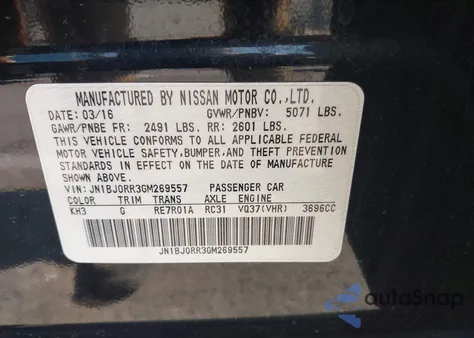 MANUFACTURED BY NISSAN MOTOR CO.,LTD.
DATE: 03/16 GVWR/PNBV: 5071 LBS.
GAWR/PNBE FR: 2491 LBS. RR: 2601 LBS.
THIS VEHICLE CONFORMS TO ALL APPLICABLE FEDERAL
MOTOR VEHICLE SAFETY,BUMPER,AND THEFT PREVENTION
STANDARDS IN EFFECT ON THE DATE OF MANUFACTURE
SHOWN ABOVE.
VIN: JN1BJ0RR3GM269557 PASSENGER CAR
COLOR TRIM TRANS AXLE ENGINE
KH3 G RE7R01A RC31 VQ37(VHR) 3696CC
JN1BJ0RR3GM269557
autoSnap